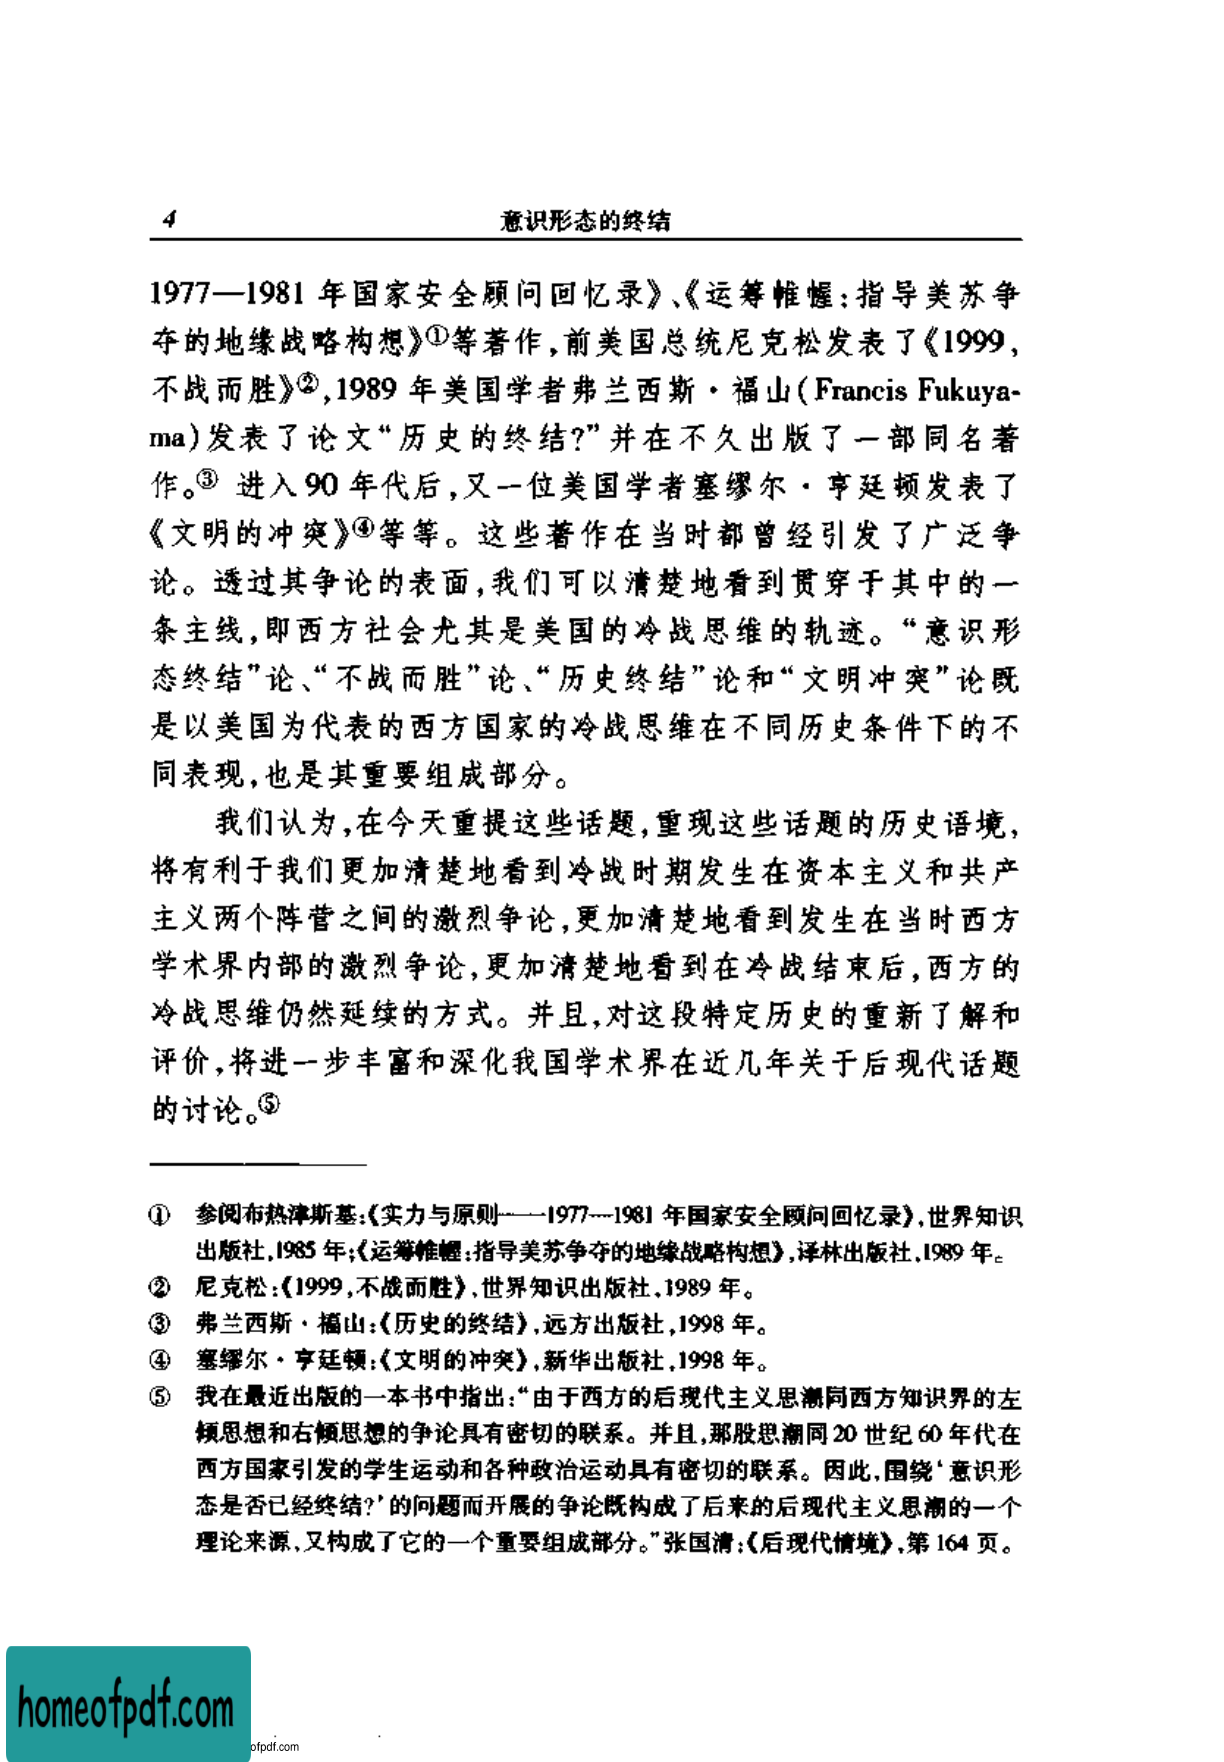 4 意识形态的终结
1977—1981 年国家安全顾问回忆录》、《运筹帷幄:指导美苏争
夺的地缘战略构想》①等著作,前美国总统尼克松发表了《1999,
不战而胜》②,1989 年美国学者弗兰西斯·福山(Francis Fukuya-
ma)发表了论文“历史的终结?”并在不久出版了一部同名著
作。③ 进入 90 年代后,又一位美国学者塞缪尔·亨廷顿发表了
《文明的冲突》④等等。这些著作在当时都曾经引发了广泛争
论。透过其争论的表面,我们可以清楚地看到贯穿于其中的一
条主线,即西方社会尤其是美国的冷战思维的轨迹。“意识形
态终结”论、“不战而胜”论、“历史终结”论和“文明冲突”论既
是以美国为代表的西方国家的冷战思维在不同历史条件下的不
同表现,也是其重要组成部分。
我们认为,在今天重提这些话题,重现这些话题的历史语境,
将有利于我们更加清楚地看到冷战时期发生在资本主义和共产
主义两个阵营之间的激烈争论,更加清楚地看到发生在当时西方
学术界内部的激烈争论,更加清楚地看到在冷战结束后,西方的
冷战思维仍然延续的方式。并且,对这段特定历史的重新了解和
评价,将进一步丰富和深化我国学术界在近几年关于后现代话题
的讨论。⑤
① 参阅布热津斯基:《实力与原则——1977—1981 年国家安全顾问回忆录》,世界知识
出版社,1985 年;《运筹帷幄:指导美苏争夺的地缘战略构想》,译林出版社,1989 年。
② 尼克松:《1999,不战而胜》,世界知识出版社,1989 年。
③ 弗兰西斯·福山:《历史的终结》,远方出版社,1998 年。
④ 塞缪尔·亨廷顿:《文明的冲突》,新华出版社,1998 年。
⑤ 我在最近出版的一本书中指出:“由于西方的后现代主义思潮同西方知识界的左
倾思想和右倾思想的争论具有密切的联系。并且,那股思潮同 20 世纪 60 年代在
西方国家引发的学生运动和各种政治运动具有密切的联系。因此,围绕‘意识形
态是否已经终结?’的问题而开展的争论既构成了后来的后现代主义思潮的一个
理论来源,又构成了它的一个重要组成部分。”张国清:《后现代情境》,第 164 页。
homeofpdf.com
ofpdf.com